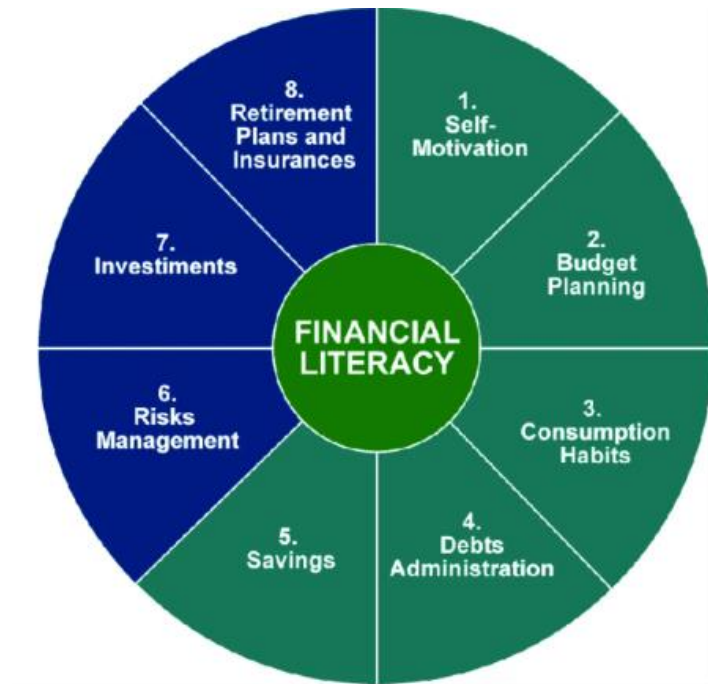 FINANCIAL
LITERACY
1.
Self-
Motivation
2.
Budget
Planning
3.
Consumption
Habits
4.
Debts
Administration
5.
Savings
6.
Risks
Management
7.
Investiments
8.
Retirement
Plans and
Insurances